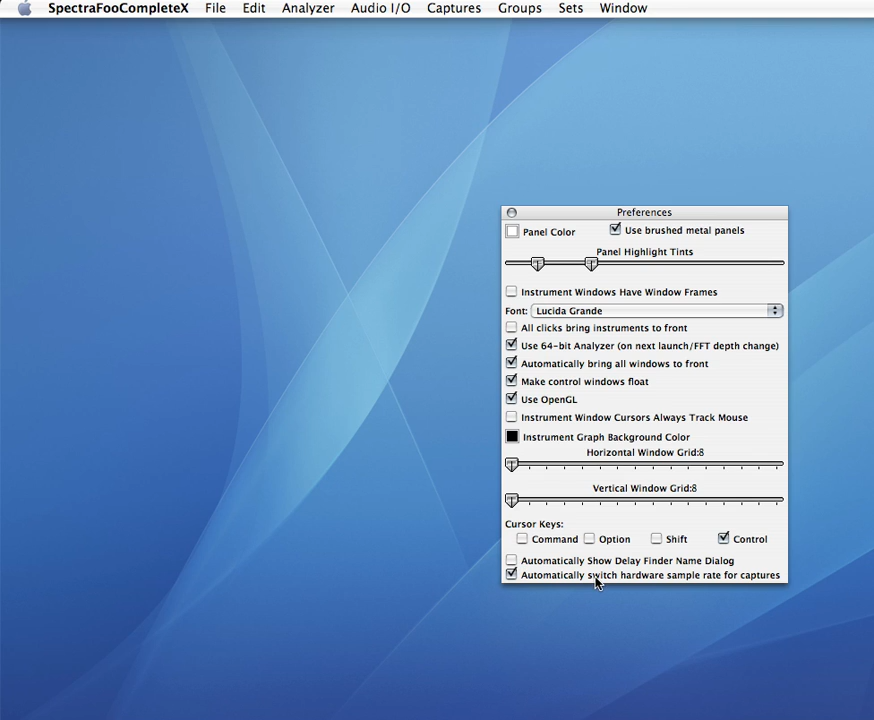 SpectraFooCompleteX File Edit Analyzer Audio I/O Captures Groups Sets Window
Preferences
Panel Color Use brushed metal panels
Panel Highlight Tints
Instrument Windows Have Window Frames
Font: Lucida Grande
All clicks bring instruments to front
Use 64-bit Analyzer (on next launch/FFT depth change)
Automatically bring all windows to front
Make control windows float
Use OpenGL
Instrument Window Cursors Always Track Mouse
Instrument Graph Background Color
Horizontal Window Grid:8
Vertical Window Grid:8
Cursor Keys:
Command Option Shift Control
Automatically Show Delay Finder Name Dialog
Automatically switch hardware sample rate for captures